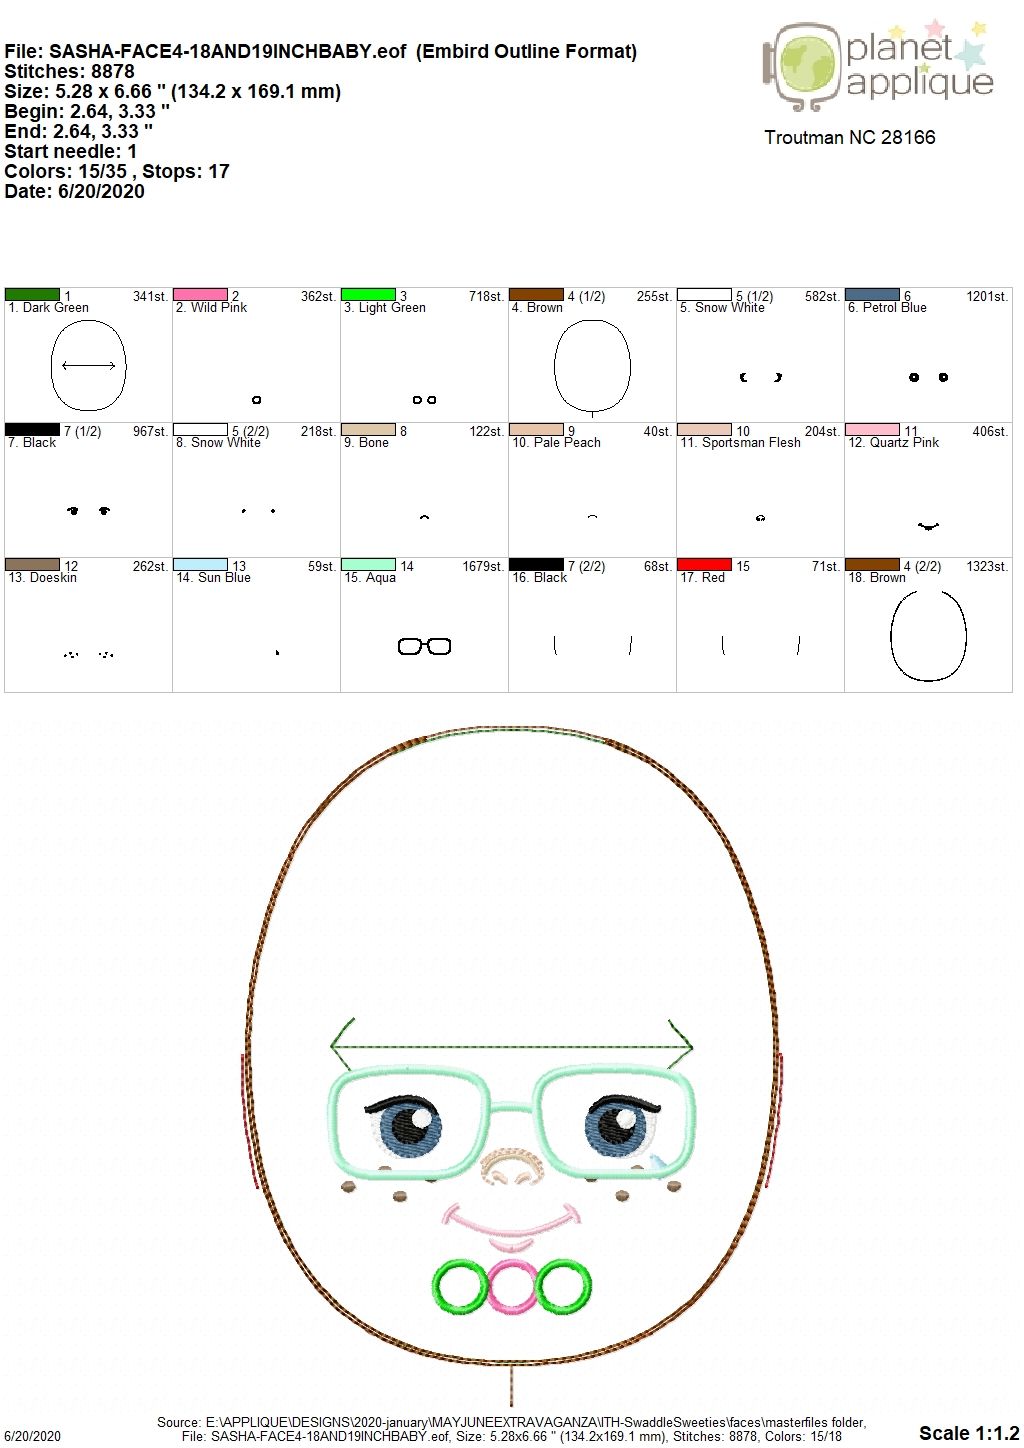 File: SASHA-FACE4-18AND19INCHBABY.eof (Embird Outline Format)
Stitches: 8878
Size: 5.28 x 6.66 " (134.2 x 169.1 mm)
Begin: 2.64, 3.33 "
End: 2.64, 3.33 "
Start needle: 1
Colors: 15/35 , Stops: 17
Date: 6/20/2020
planet
applique
Troutman NC 28166
1 341st. 2 362st. 3 718st. 4 (1/2) 255st. 5 (1/2) 582st. 6 1201st.
1. Dark Green 2. Wild Pink 3. Light Green 4. Brown 5. Snow White 6. Petrol Blue
7 (1/2) 967st. 5 (2/2) 218st. 8 122st. 9 40st. 10 204st. 11 406st.
7. Black 8. Snow White 9. Bone 10. Pale Peach 11. Sportsman Flesh 12. Quartz Pink
12 262st. 13 59st. 14 1679st. 7 (2/2) 68st. 15 71st. 4 (2/2) 1323st.
13. Doeskin 14. Sun Blue 15. Aqua 16. Black 17. Red 18. Brown
Source: E:\APPLIQUE\DESIGNS\2020-january\MAYJUNEEXTRAVAGANZA\ITH-SwaddleSweeties\faces\masterfiles folder,
6/20/2020 File: SASHA-FACE4-18AND19INCHBABY.eof, Size: 5.28x6.66 " (134.2x169.1 mm), Stitches: 8878, Colors: 15/18 Scale 1:1.2